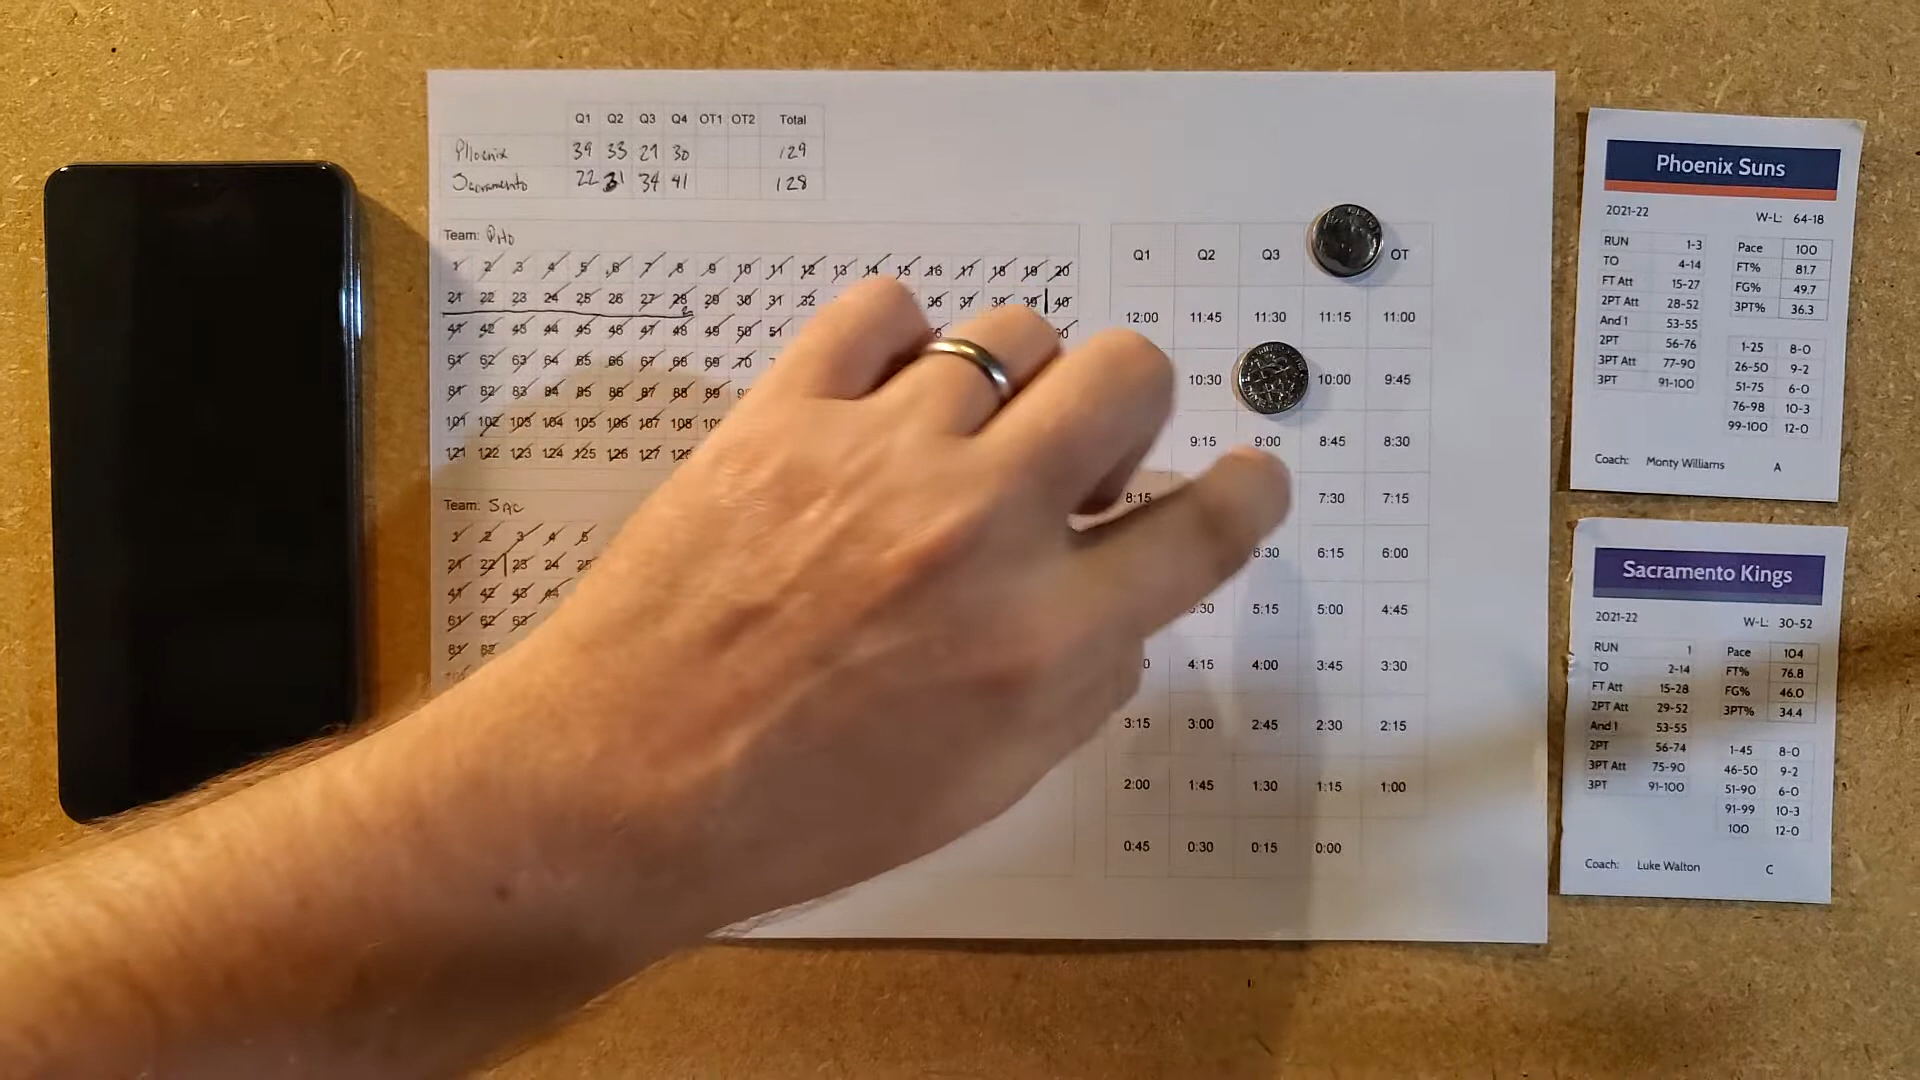 Q1 Q2 Q3 Q4 OT1 OT2 Total
Phoenix 39 33 27 30 129
Sacramento 22 31 34 41 128
Team: PHO
1 2 3 4 5 6 7 8 9 10 11 12 13 14 15 16 17 18 19 20
21 22 23 24 25 26 27 28 29 30 31 32 36 37 38 39 40
41 42 43 44 45 46 47 48 49 50 51
61 62 63 64 65 66 67 68 69 70
81 82 83 84 85 86 87 88 89
101 102 103 104 105 106 107 108
121 122 123 124 125 126 127
Team: SAC
1 2 3 4 5
21 22 23 24 25
41 42 43 44
61 62 63
81 82
Q1 Q2 Q3 OT
12:00 11:45 11:30 11:15 11:00
10:30 10:00 9:45
9:15 9:00 8:45 8:30
8:15 7:30 7:15
6:30 6:15 6:00
5:15 5:00 4:45
4:15 4:00 3:45 3:30
3:15 3:00 2:45 2:30 2:15
2:00 1:45 1:30 1:15 1:00
0:45 0:30 0:15 0:00
Phoenix Suns
2021-22 W-L: 64-18
RUN 1-3 Pace 100
TO 4-14 FT% 81.7
FT Att 15-27 FG% 49.7
2PT Att 28-52 3PT% 36.3
And 1 53-55 1-25 8-0
2PT 56-76 26-50 9-2
3PT Att 77-90 51-75 6-0
3PT 91-100 76-98 10-3
99-100 12-0
Coach: Monty Williams A
Sacramento Kings
2021-22 W-L: 30-52
RUN 1 Pace 104
TO 2-14 FT% 76.8
FT Att 15-28 FG% 46.0
2PT Att 29-52 3PT% 34.4
And 1 53-55
2PT 56-74 1-45 8-0
3PT Att 75-90 46-50 9-2
3PT 91-100 51-90 6-0
91-99 10-3
100 12-0
Coach: Luke Walton C